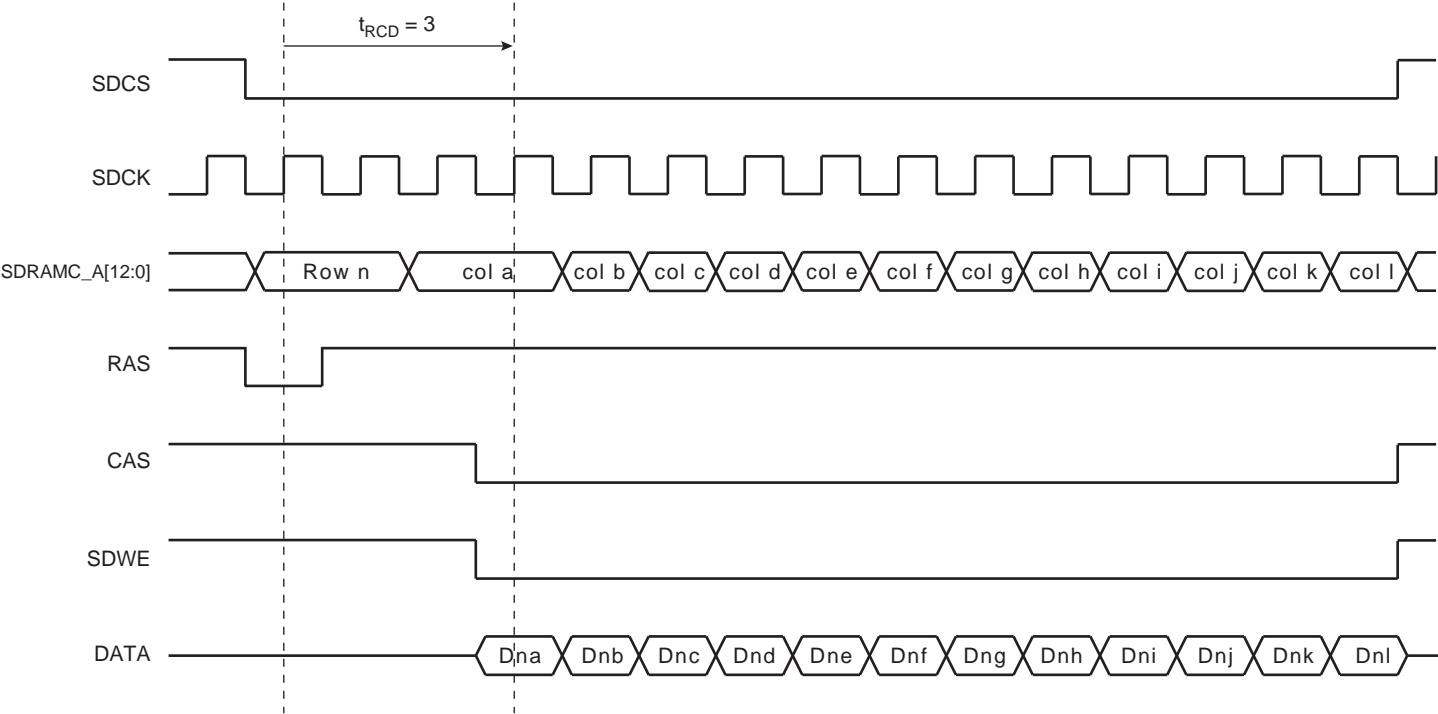 tRCD = 3
SDCS
SDCK
SDRAMC_A[12:0] Row n col a col b col c col d col e col f col g col h col i col j col k col l
RAS
CAS
SDWE
DATA Dna Dnb Dnc Dnd Dne Dnf Dng Dnh Dni Dnj Dnk Dnl